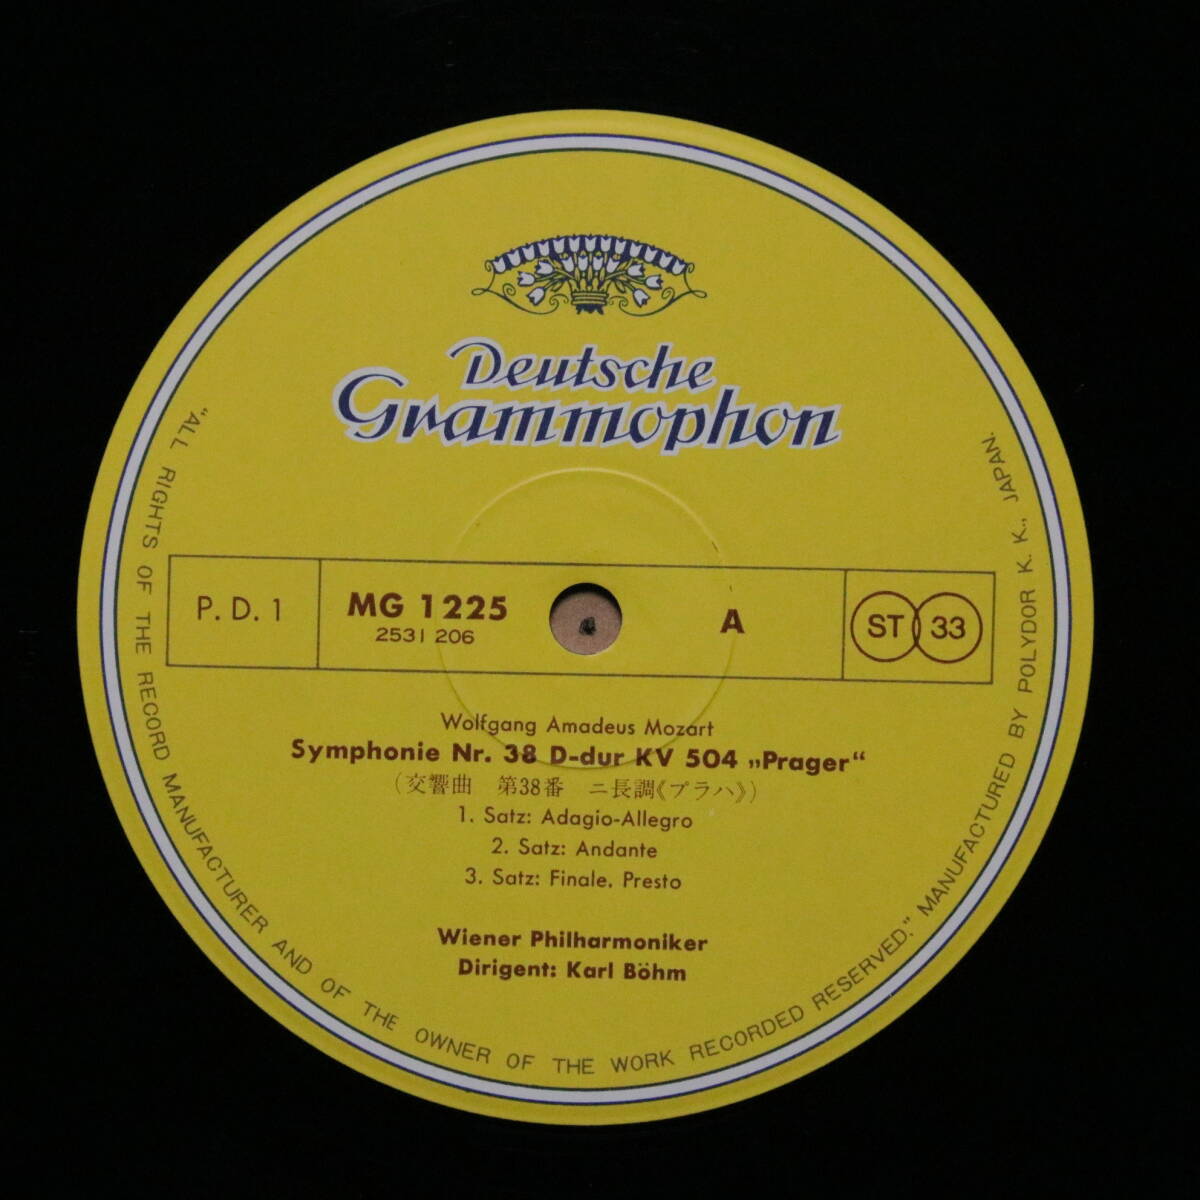 Deutsche
Grammophon
P. D. 1
MG 1225
2531 206
A
ST 33
Wolfgang Amadeus Mozart
Symphonie Nr. 38 D-dur KV 504 „Prager“
(交響曲　第38番　ニ長調《プラハ》)
1. Satz: Adagio-Allegro
2. Satz: Andante
3. Satz: Finale. Presto
Wiener Philharmoniker
Dirigent: Karl Böhm
“ALL RIGHTS OF THE RECORD MANUFACTURER AND OF THE OWNER OF THE WORK RECORDED RESERVED.” MANUFACTURED BY POLYDOR K. K., JAPAN.